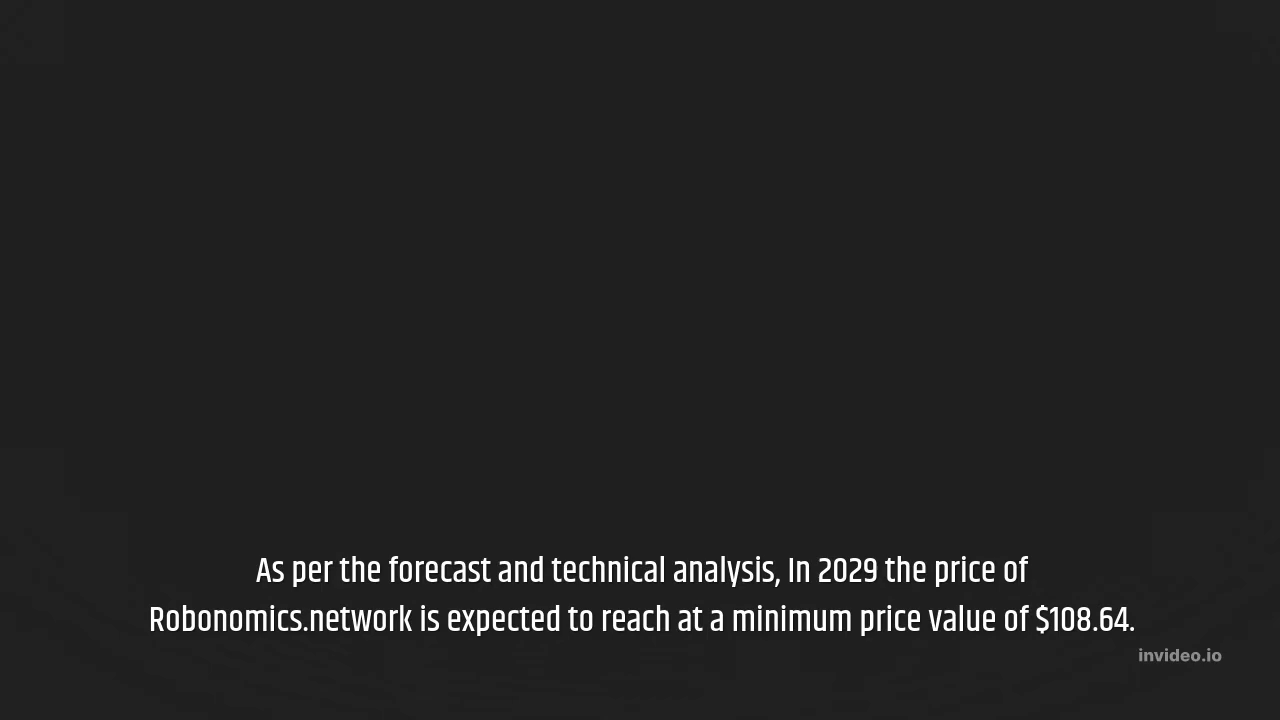 As per the forecast and technical analysis, In 2029 the price of
Robonomics.network is expected to reach at a minimum price value of $108.64.
invideo.io